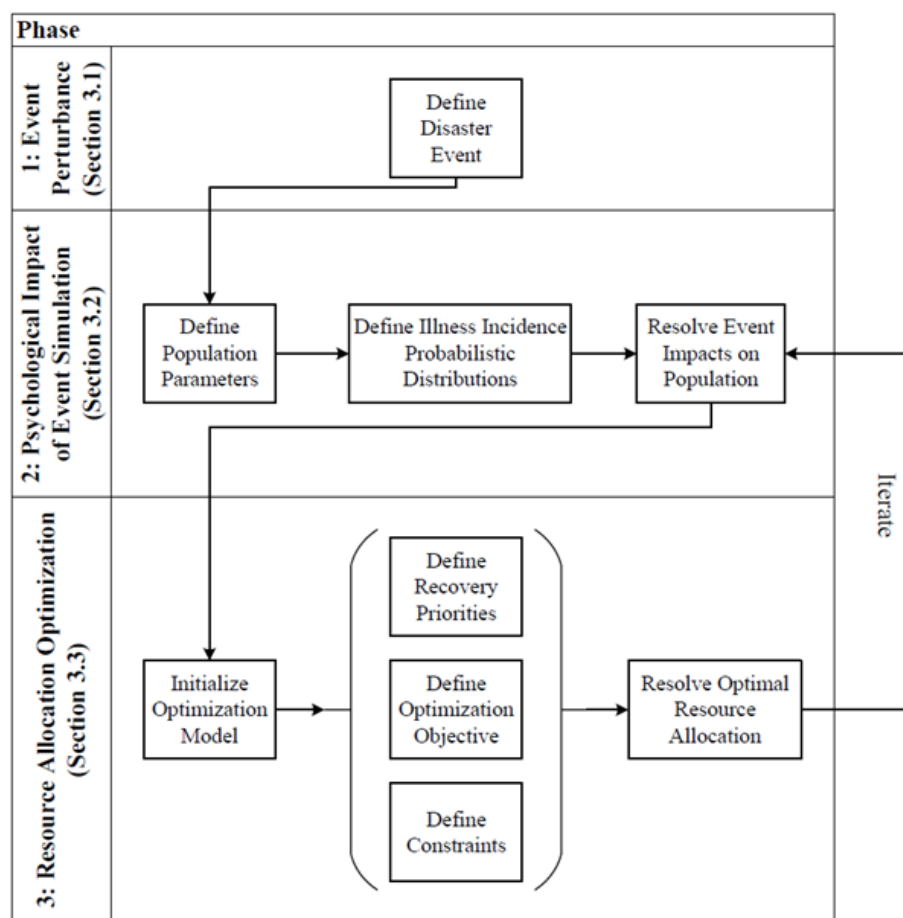 Phase
1: Event
Perturbance
(Section 3.1)
Define
Disaster
Event
2: Psychological Impact
of Event Simulation
(Section 3.2)
Define
Population
Parameters
Define Illness Incidence
Probabilistic
Distributions
Resolve Event
Impacts on
Population
Iterate
3: Resource Allocation Optimization
(Section 3.3)
Initialize
Optimization
Model
Define
Recovery
Priorities
Define
Optimization
Objective
Define
Constraints
Resolve Optimal
Resource
Allocation